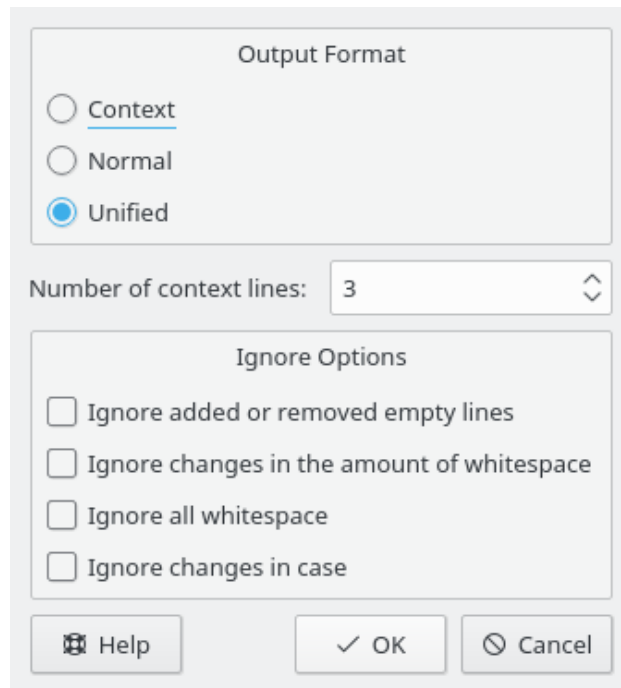 Output Format
Context
Normal
Unified
Number of context lines: 3
Ignore Options
Ignore added or removed empty lines
Ignore changes in the amount of whitespace
Ignore all whitespace
Ignore changes in case
Help OK Cancel